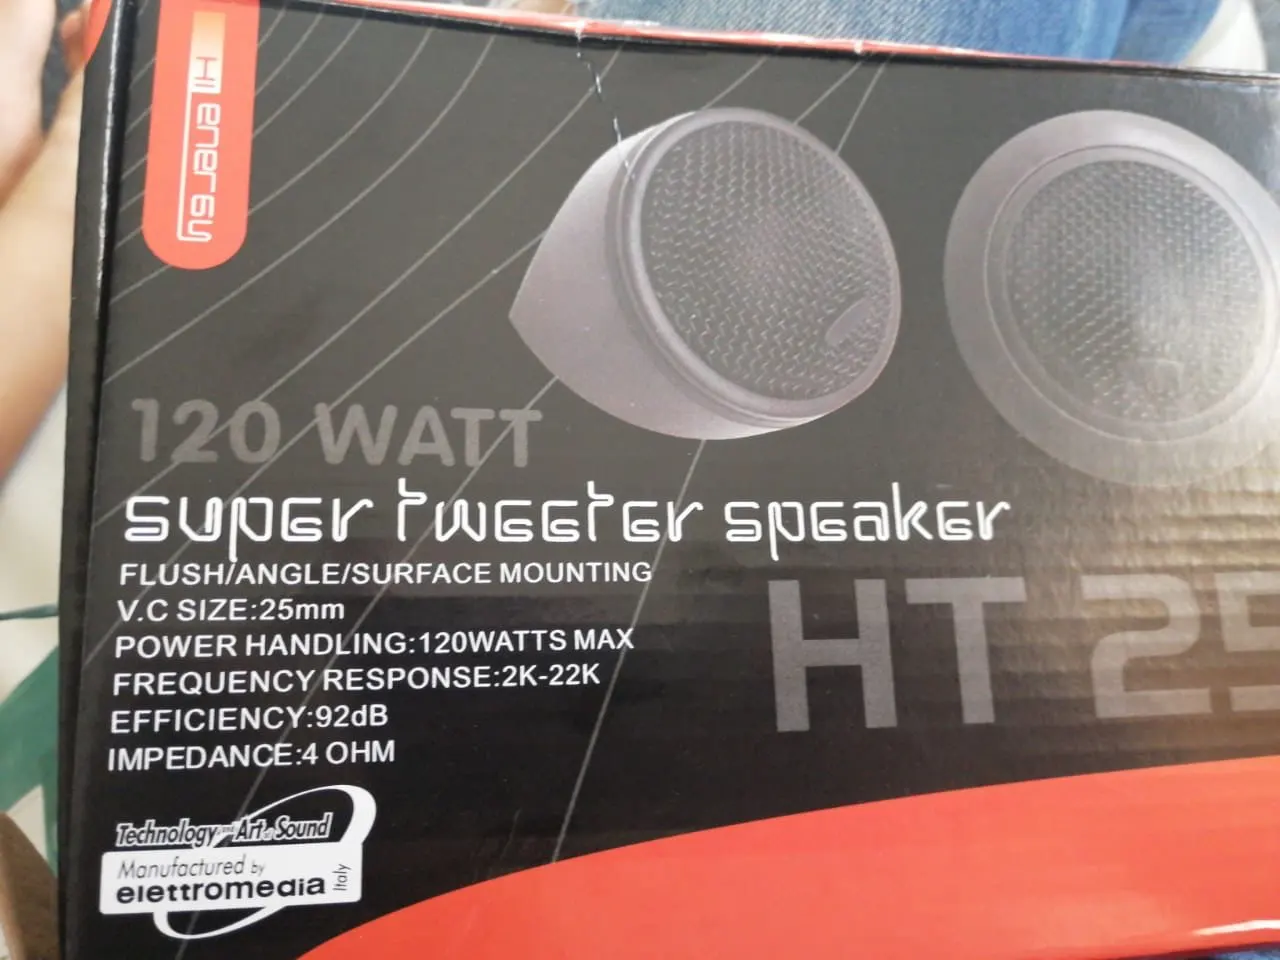 HI energy
120 WATT
super tweeter speaker
FLUSH/ANGLE/SURFACE MOUNTING
V.C SIZE:25mm
POWER HANDLING:120WATTS MAX
FREQUENCY RESPONSE:2K-22K
EFFICIENCY:92dB
IMPEDANCE:4 OHM
HT 25
Technology and Art of Sound
Manufactured by
elettromedia Italy